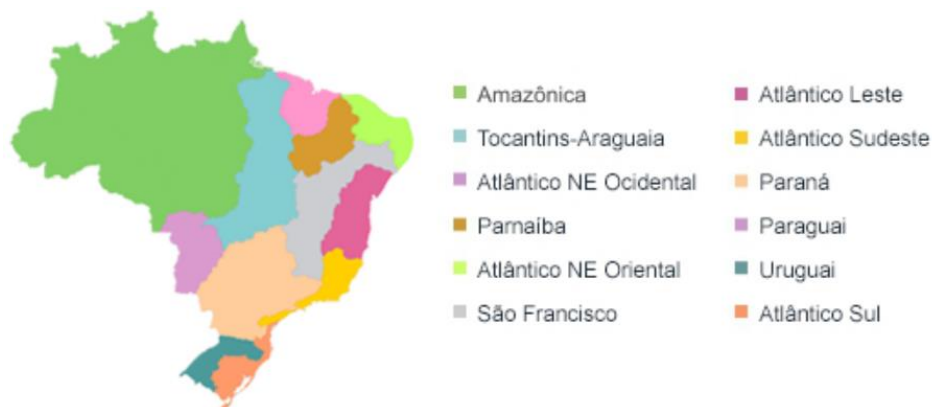 Amazônica
Tocantins-Araguaia
Atlântico NE Ocidental
Parnaíba
Atlântico NE Oriental
São Francisco
Atlântico Leste
Atlântico Sudeste
Paraná
Paraguai
Uruguai
Atlântico Sul